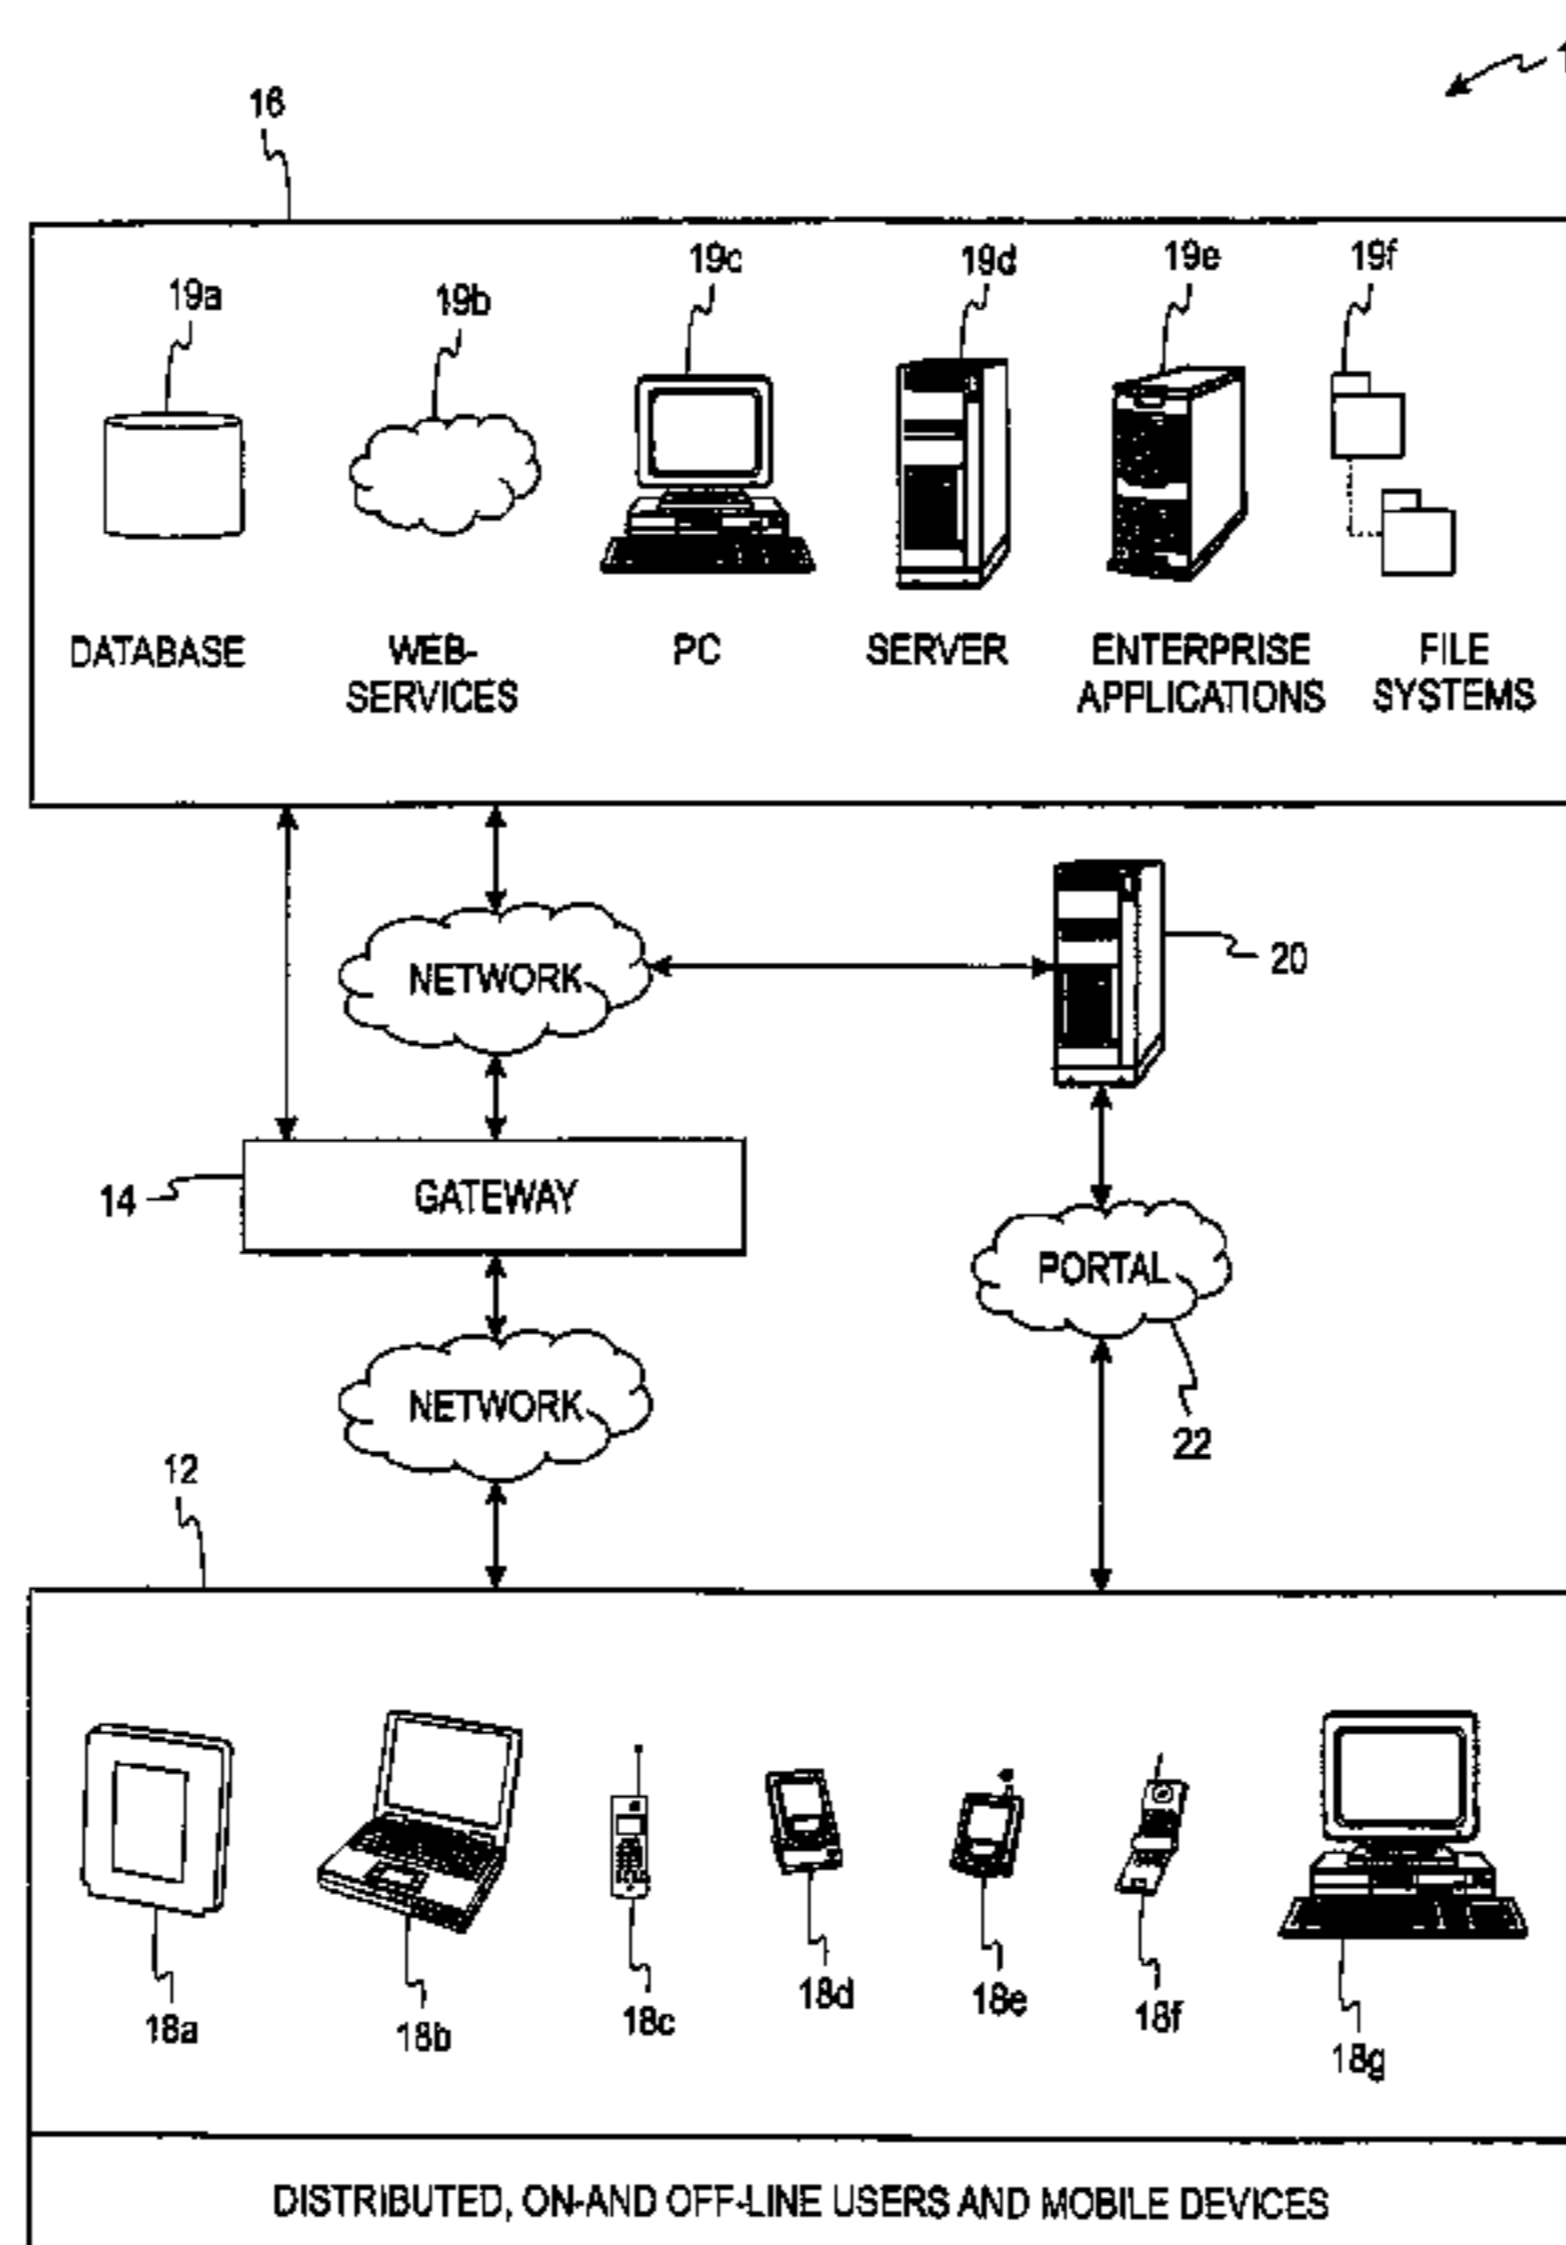 16
19a
19b
19c
19d
19e
19f
DATABASE
WEB-
SERVICES
PC
SERVER
ENTERPRISE
APPLICATIONS
FILE
SYSTEMS
NETWORK
20
14
GATEWAY
PORTAL
NETWORK
22
12
18a
18b
18c
18d
18e
18f
18g
DISTRIBUTED, ON-AND OFF-LINE USERS AND MOBILE DEVICES